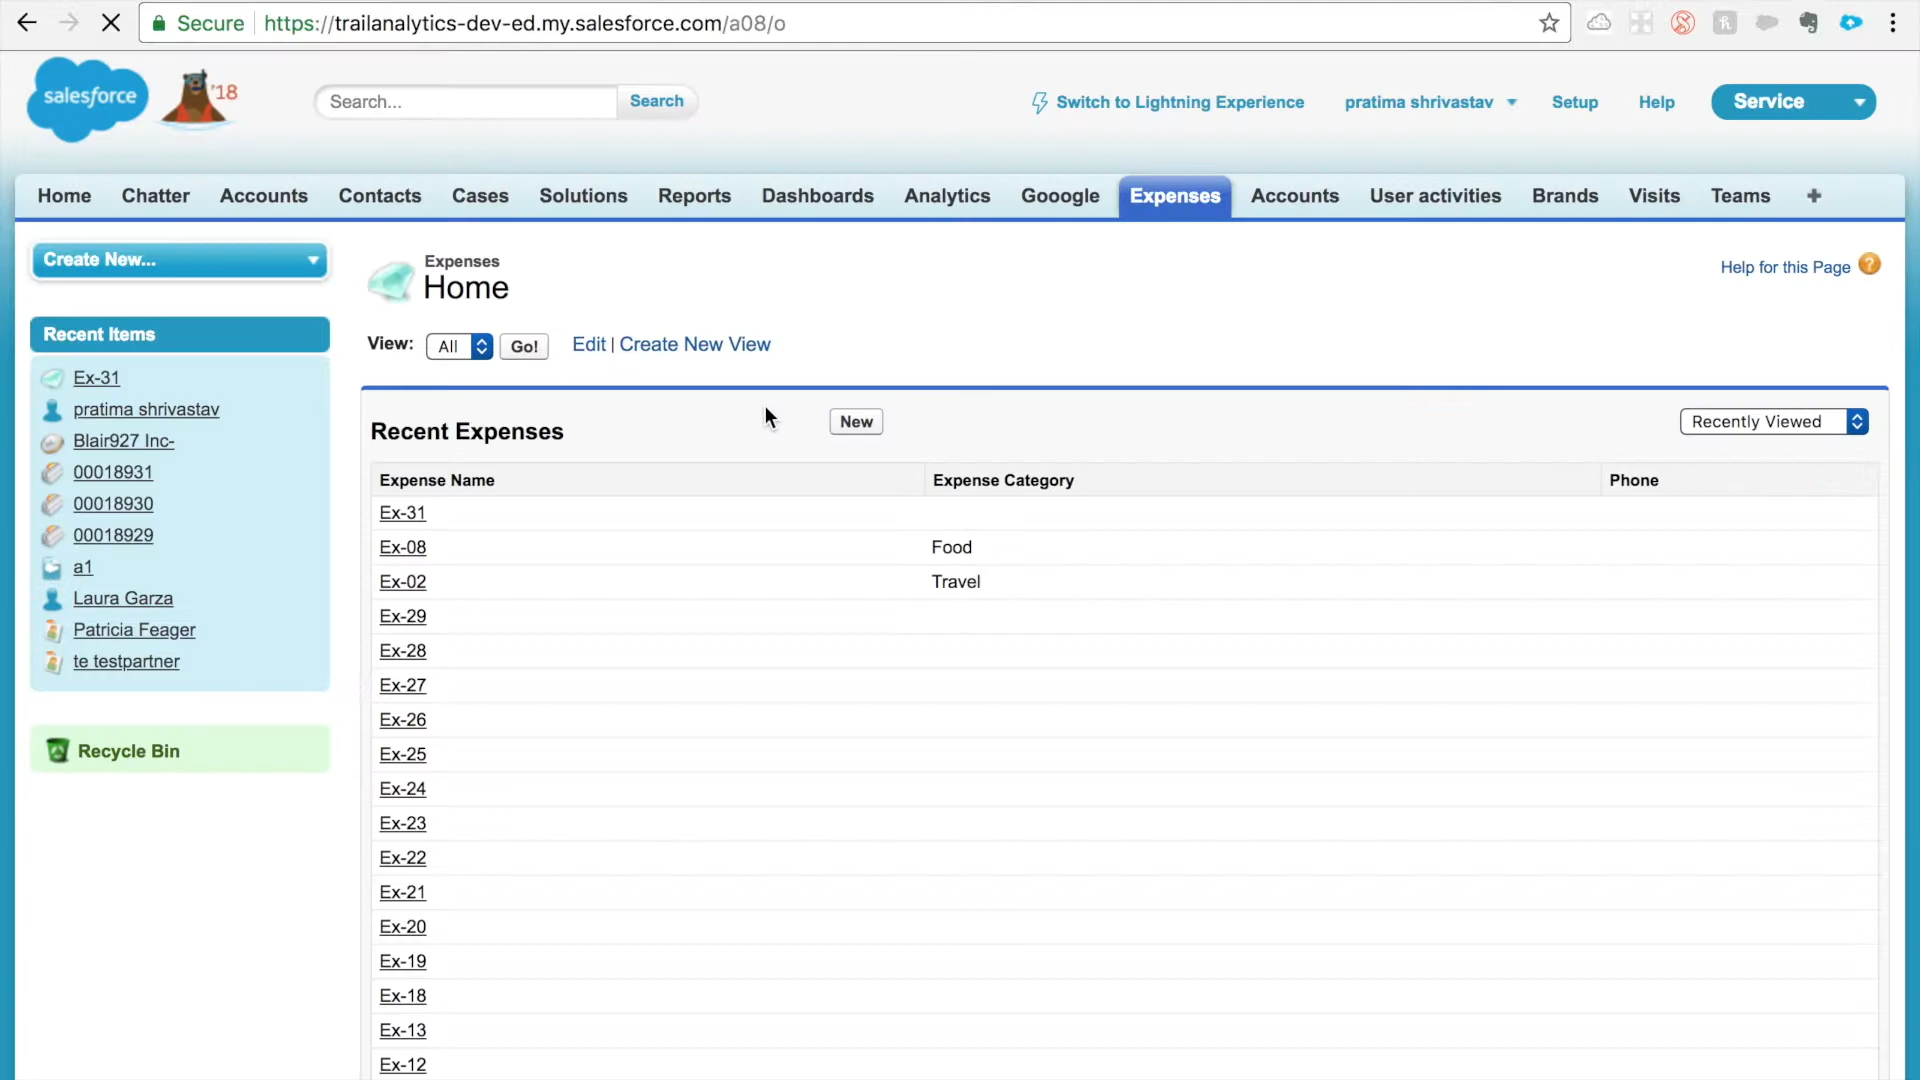 Secure https://trailanalytics-dev-ed.my.salesforce.com/a08/o
salesforce '18 Search... Search Switch to Lightning Experience pratima shrivastav Setup Help Service
Home Chatter Accounts Contacts Cases Solutions Reports Dashboards Analytics Gooogle Expenses Accounts User activities Brands Visits Teams +
Create New...
Recent Items
Ex-31
pratima shrivastav
Blair927 Inc-
00018931
00018930
00018929
a1
Laura Garza
Patricia Feager
te testpartner
Recycle Bin
Expenses
Home
Help for this Page ?
View: All Go! Edit | Create New View
Recent Expenses New Recently Viewed
Expense Name Expense Category Phone
Ex-31
Ex-08 Food
Ex-02 Travel
Ex-29
Ex-28
Ex-27
Ex-26
Ex-25
Ex-24
Ex-23
Ex-22
Ex-21
Ex-20
Ex-19
Ex-18
Ex-13
Ex-12